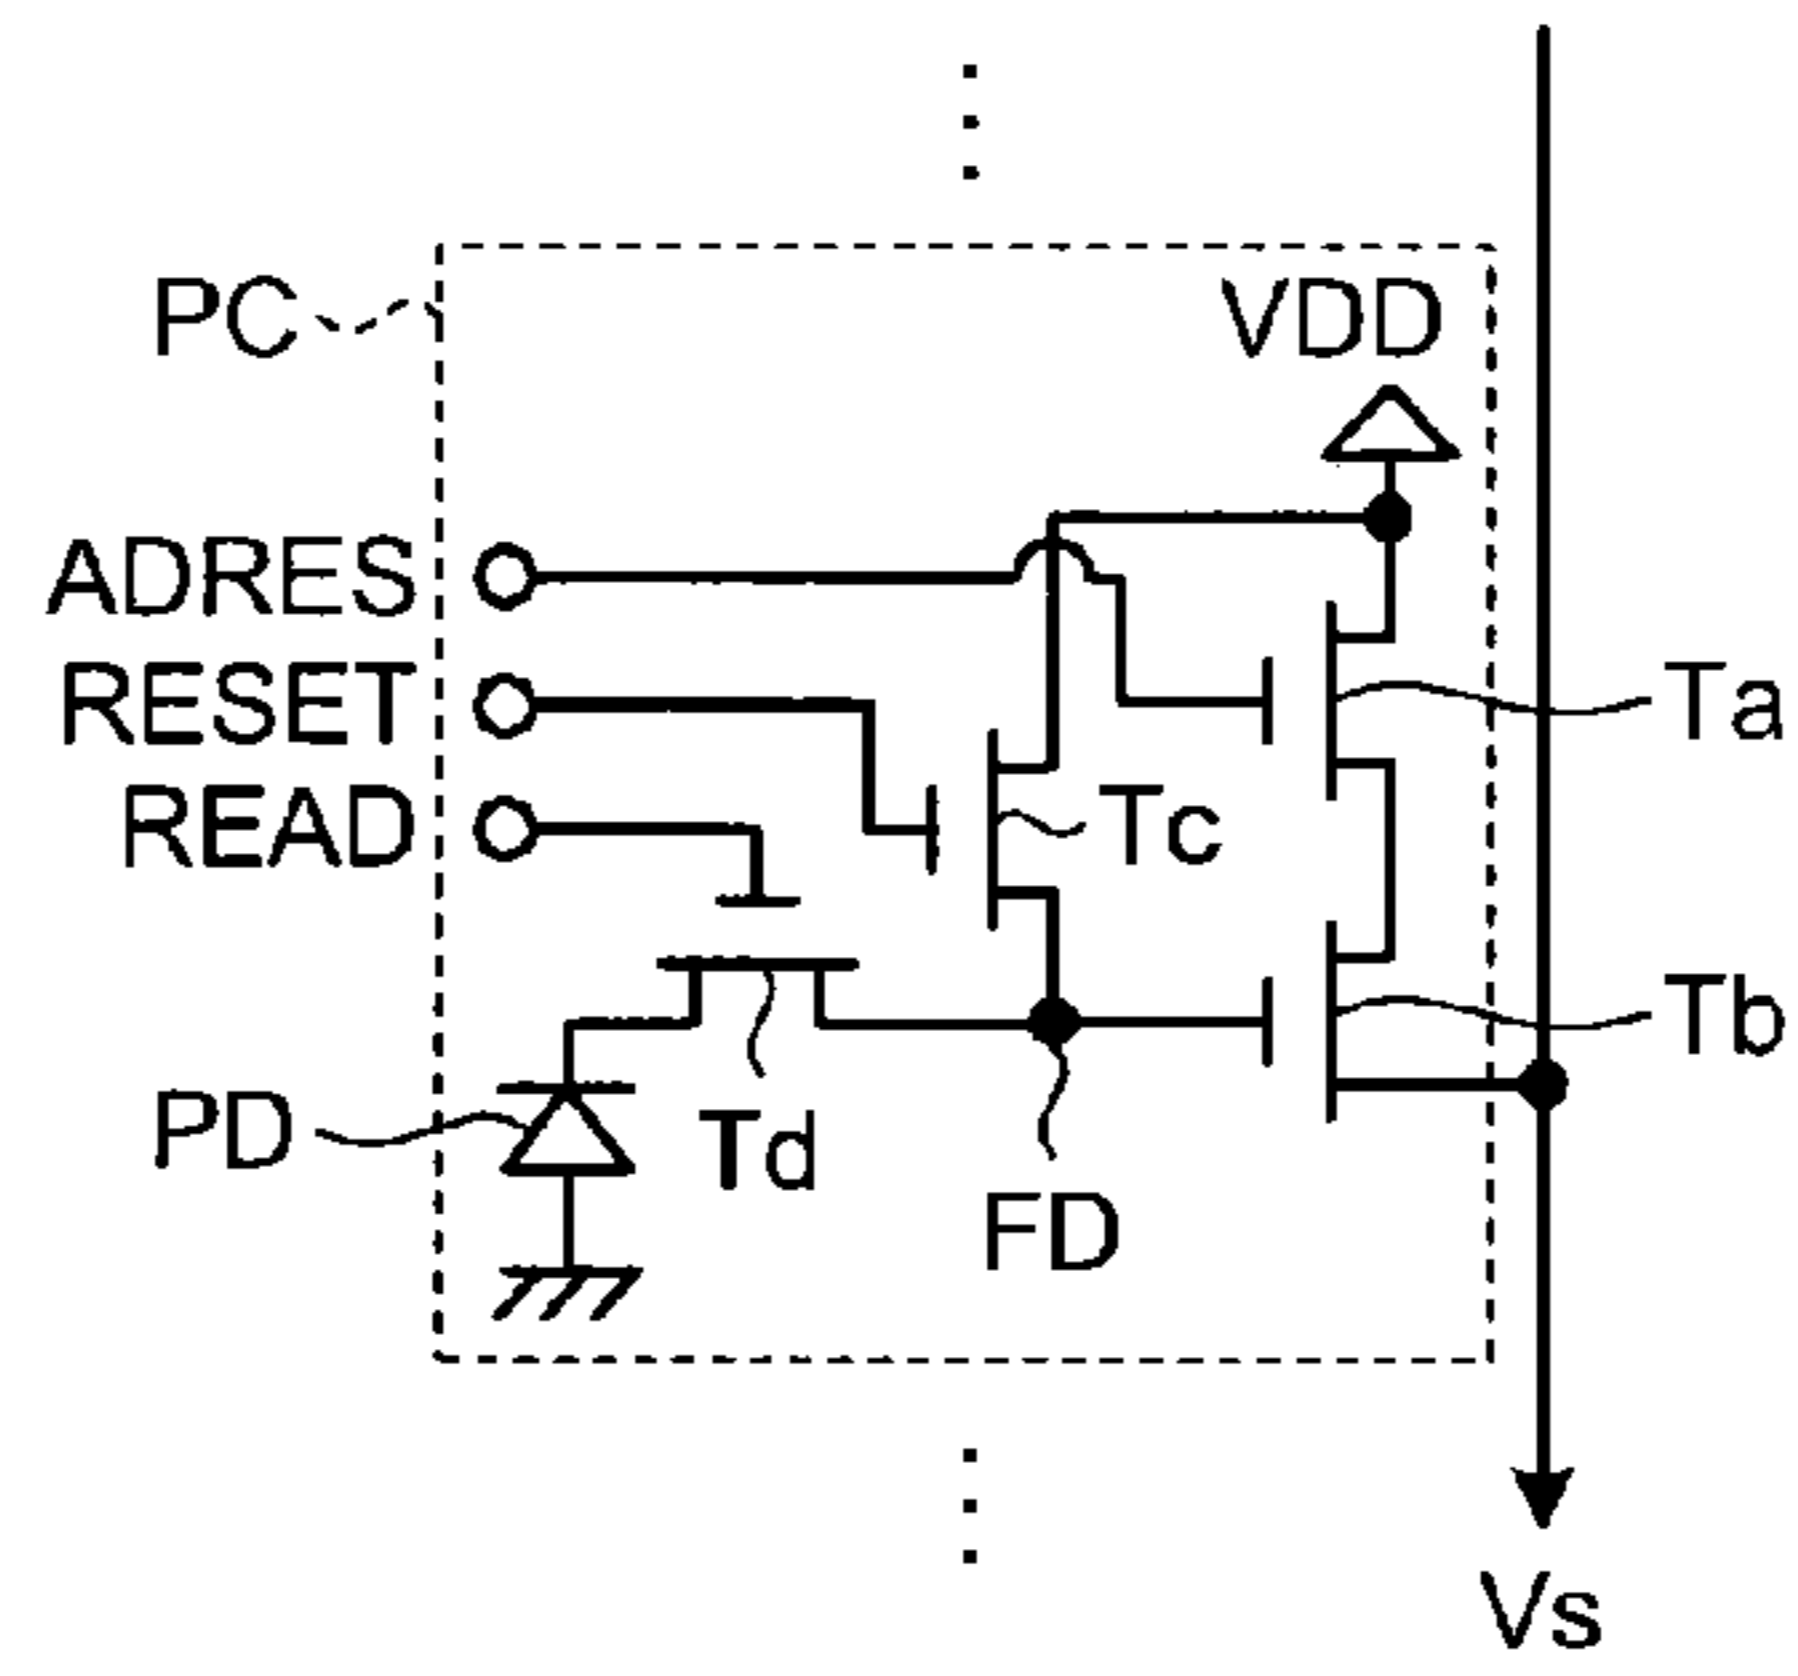 PC
VDD
ADRES
RESET
READ
Ta
Tc
Tb
PD
Td
FD
Vs